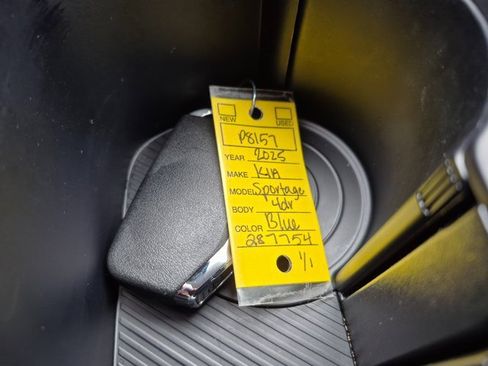 NEW USED
P8157
YEAR 2025
MAKE KIA
MODEL Sportage
4dr
BODY
COLOR Blue
287754
1/1